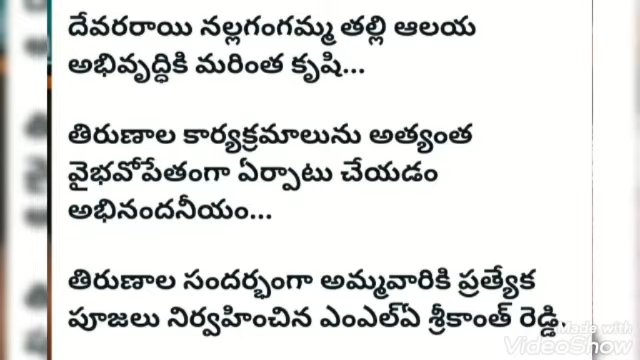 దేవరరాయి నల్లగంగమ్మ తల్లి ఆలయ
అభివృద్ధికి మరింత కృషి...
తిరుణాల కార్యక్రమాలును అత్యంత
వైభవోపేతంగా ఏర్పాటు చేయడం
అభినందనీయం...
తిరుణాల సందర్భంగా అమ్మవారికి ప్రత్యేక
పూజలు నిర్వహించిన ఎంఎల్ఏ శ్రీకాంత్ రెడ్డి.
Made with
VideoShow